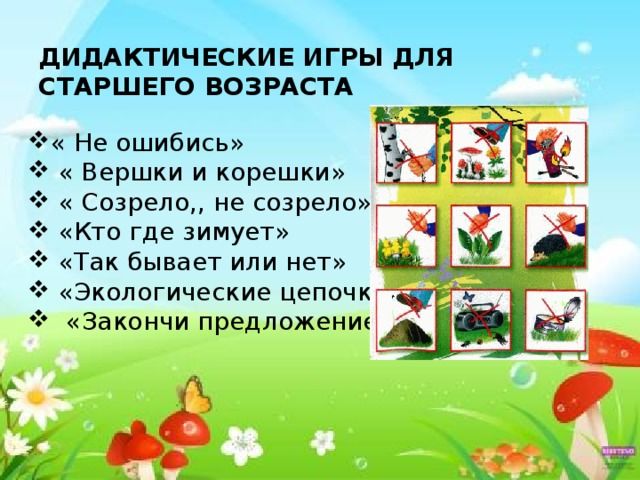 ДИДАКТИЧЕСКИЕ ИГРЫ ДЛЯ
СТАРШЕГО ВОЗРАСТА
« Не ошибись»
« Вершки и корешки»
« Созрело,, не созрело»
«Кто где зимует»
«Так бывает или нет»
«Экологические цепочк
«Закончи предложение